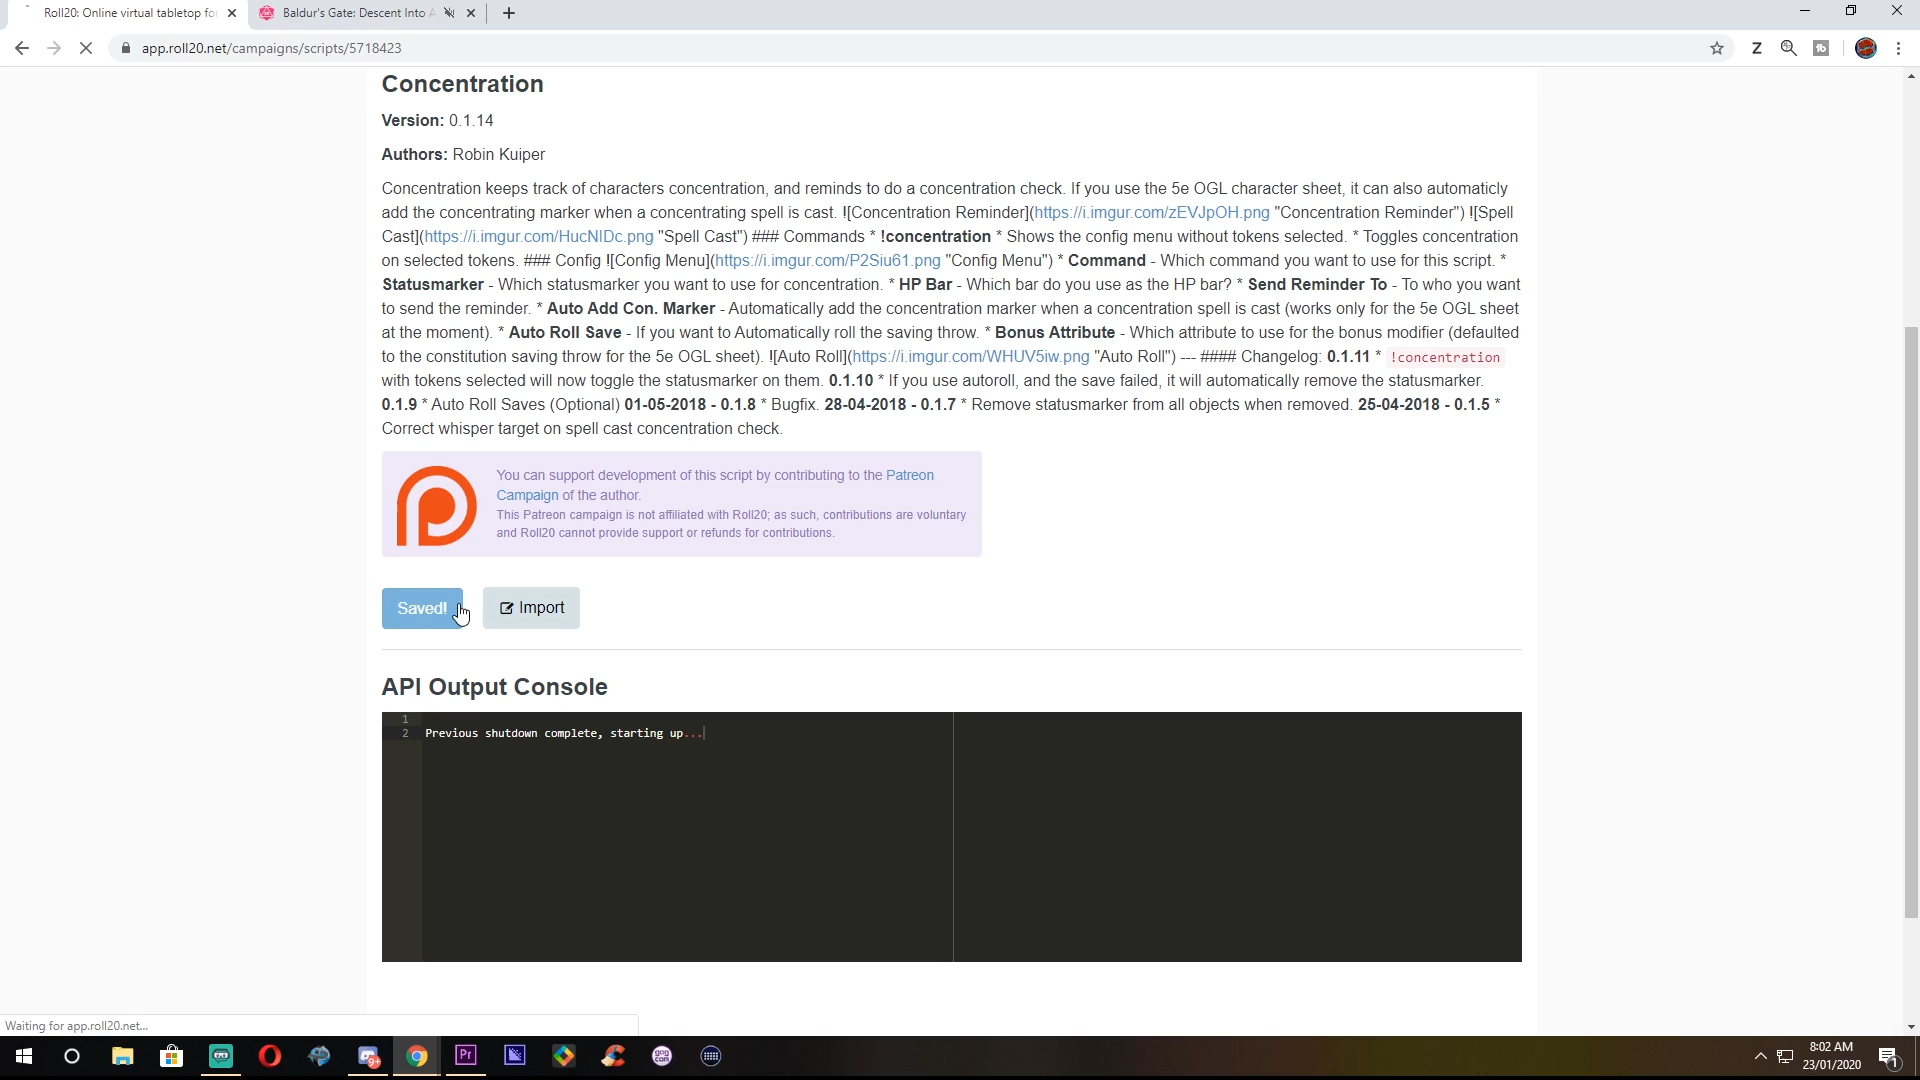 Roll20: Online virtual tabletop fo
Baldur's Gate: Descent Into A
app.roll20.net/campaigns/scripts/5718423
Z
tb
Concentration
Version: 0.1.14
Authors: Robin Kuiper
Concentration keeps track of characters concentration, and reminds to do a concentration check. If you use the 5e OGL character sheet, it can also automaticly
add the concentrating marker when a concentrating spell is cast. ![Concentration Reminder](https://i.imgur.com/zEVJpOH.png "Concentration Reminder") ![Spell
Cast](https://i.imgur.com/HucNIDc.png "Spell Cast") ### Commands * !concentration * Shows the config menu without tokens selected. * Toggles concentration
on selected tokens. ### Config ![Config Menu](https://i.imgur.com/P2Siu61.png "Config Menu") * Command - Which command you want to use for this script. *
Statusmarker - Which statusmarker you want to use for concentration. * HP Bar - Which bar do you use as the HP bar? * Send Reminder To - To who you want
to send the reminder. * Auto Add Con. Marker - Automatically add the concentration marker when a concentration spell is cast (works only for the 5e OGL sheet
at the moment). * Auto Roll Save - If you want to Automatically roll the saving throw. * Bonus Attribute - Which attribute to use for the bonus modifier (defaulted
to the constitution saving throw for the 5e OGL sheet). ![Auto Roll](https://i.imgur.com/WHUV5iw.png "Auto Roll") --- #### Changelog: 0.1.11 * !concentration
with tokens selected will now toggle the statusmarker on them. 0.1.10 * If you use autoroll, and the save failed, it will automatically remove the statusmarker.
0.1.9 * Auto Roll Saves (Optional) 01-05-2018 - 0.1.8 * Bugfix. 28-04-2018 - 0.1.7 * Remove statusmarker from all objects when removed. 25-04-2018 - 0.1.5 *
Correct whisper target on spell cast concentration check.
You can support development of this script by contributing to the Patreon
Campaign of the author.
This Patreon campaign is not affiliated with Roll20; as such, contributions are voluntary
and Roll20 cannot provide support or refunds for contributions.
Saved!
Import
API Output Console
1
2 Previous shutdown complete, starting up...
Waiting for app.roll20.net...
9+
Pr
gog
com
8:02 AM
23/01/2020
1